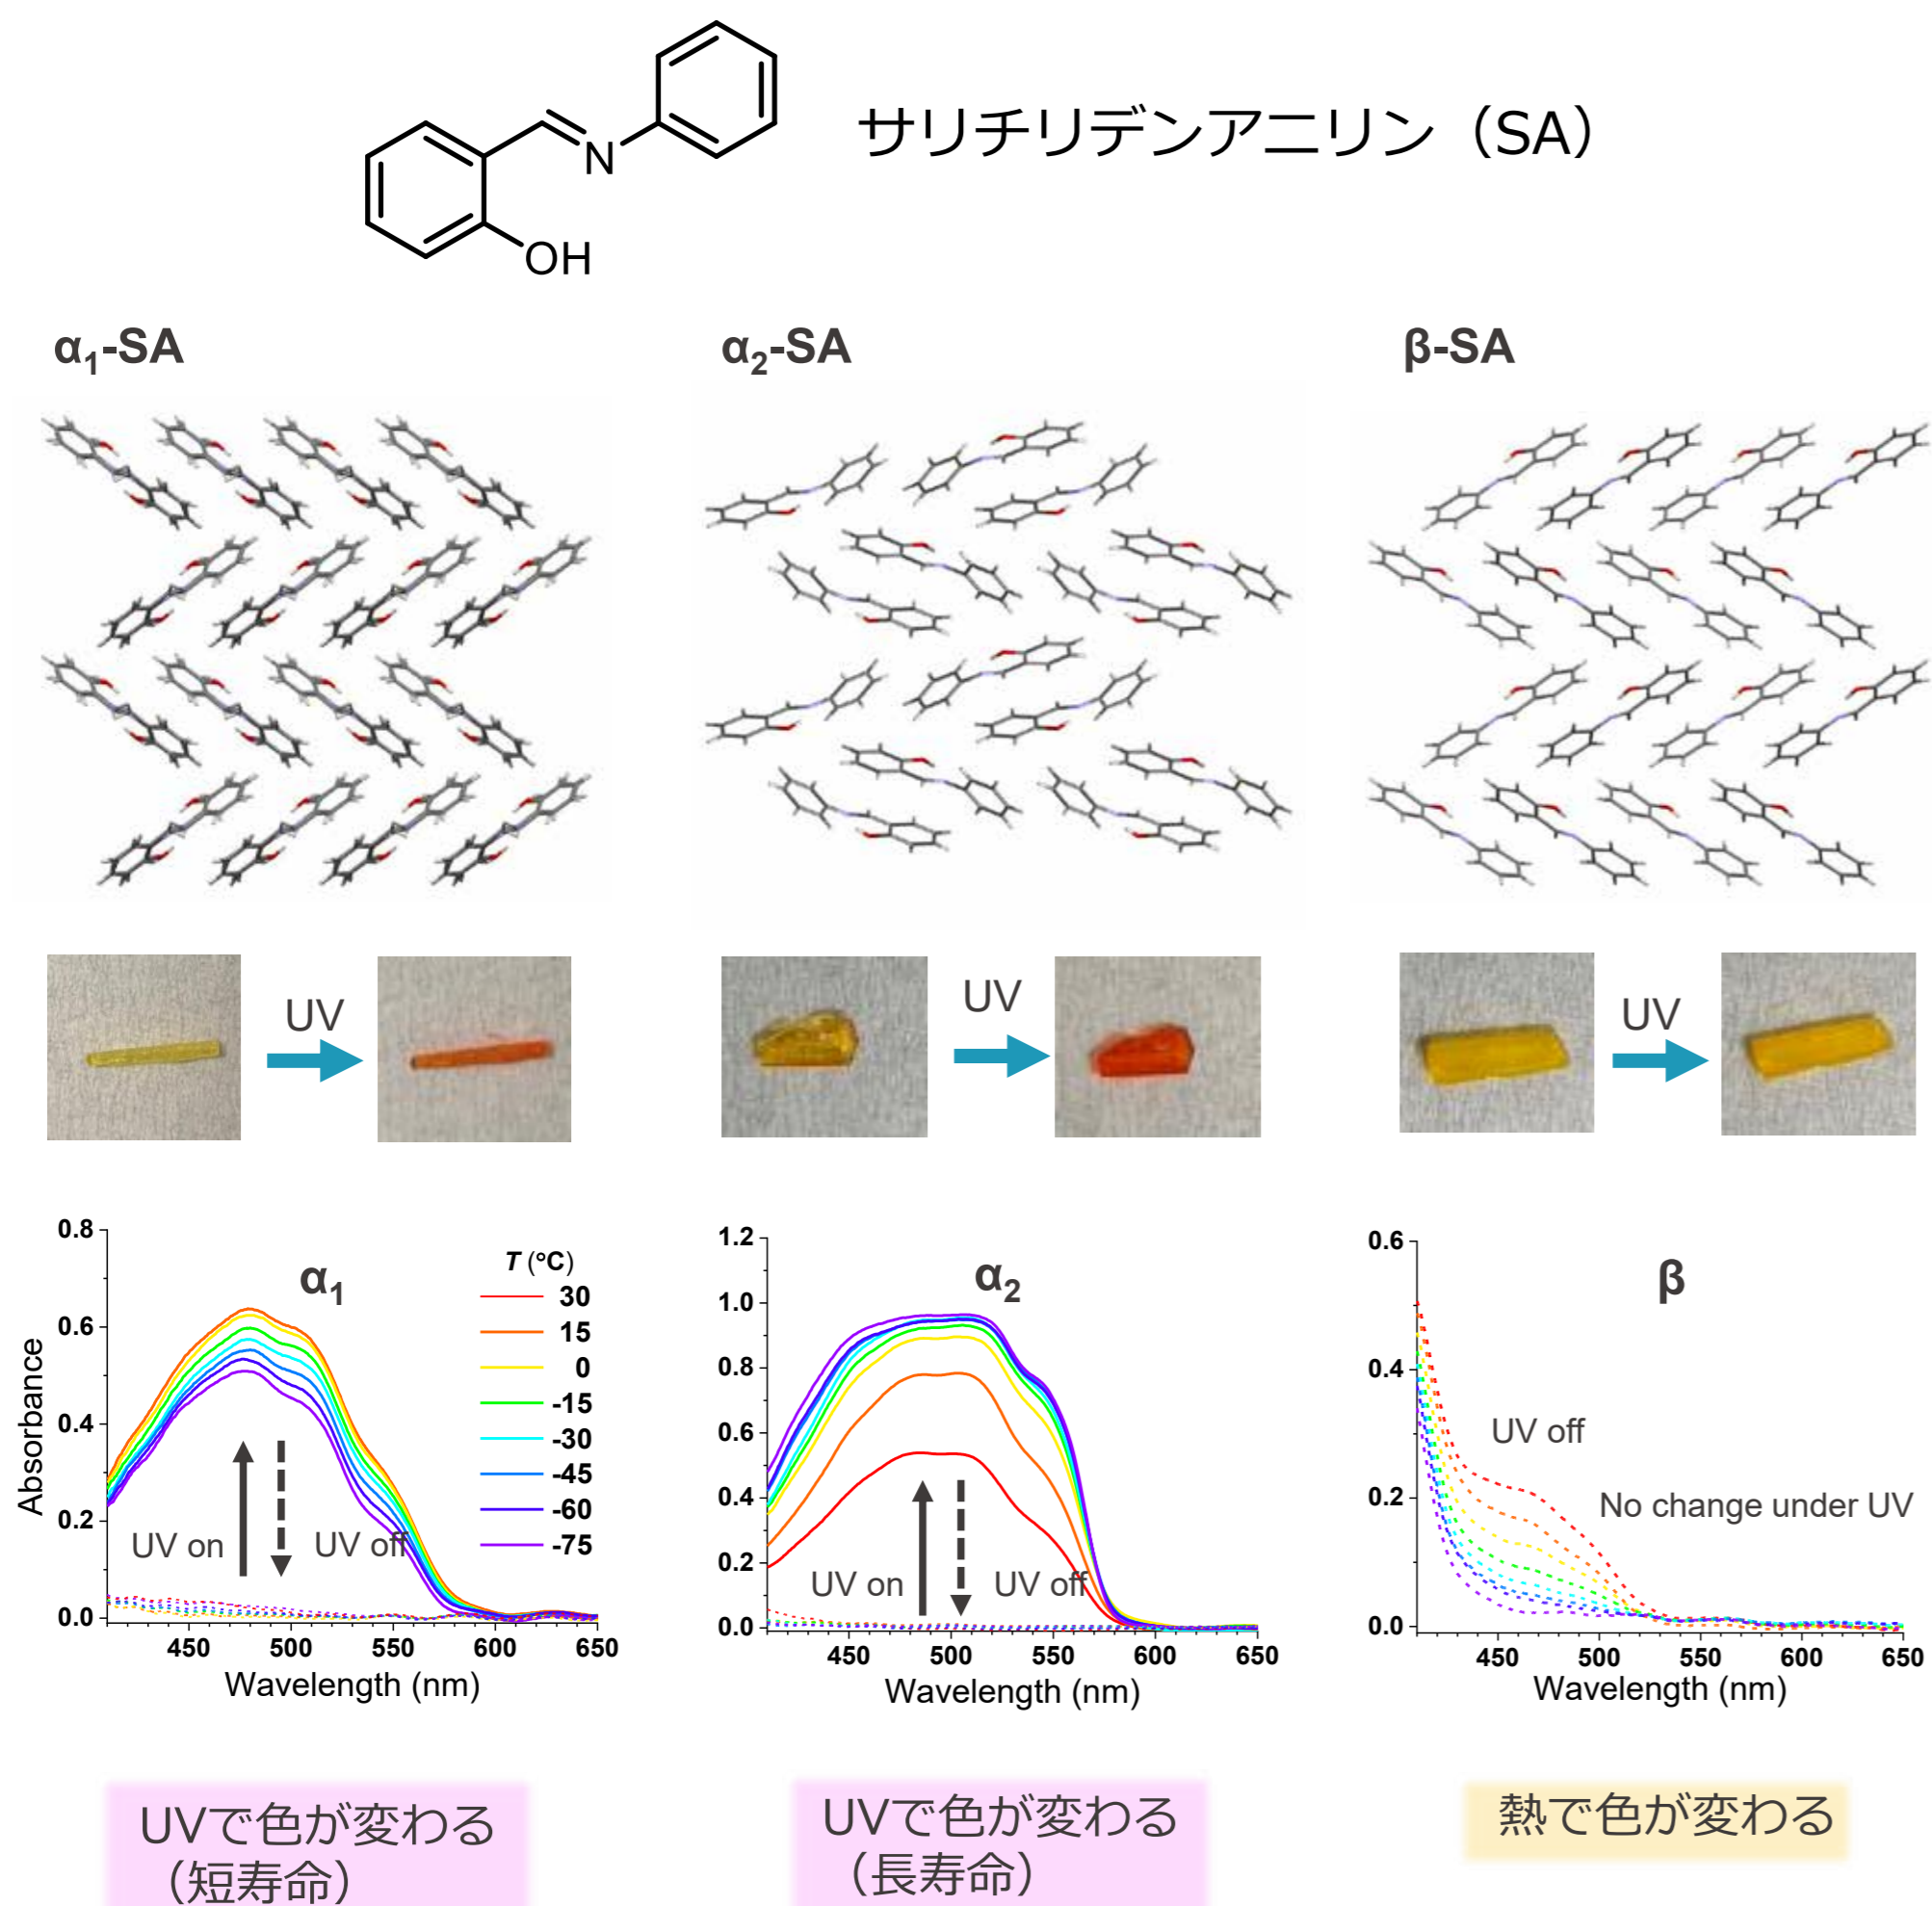 N
OH
サリチリデンアニリン（SA）
α₁-SA
α₂-SA
β-SA
UV
UV
UV
0.8
0.6
0.4
0.2
0.0
Absorbance
α₁
T (°C)
30
15
0
-15
-30
-45
-60
-75
UV on
UV off
450 500 550 600 650
Wavelength (nm)
1.2
1.0
0.8
0.6
0.4
0.2
0.0
α₂
UV on
UV off
450 500 550 600 650
Wavelength (nm)
0.6
0.4
0.2
0.0
β
UV off
No change under UV
450 500 550 600 650
Wavelength (nm)
UVで色が変わる
（短寿命）
UVで色が変わる
（長寿命）
熱で色が変わる